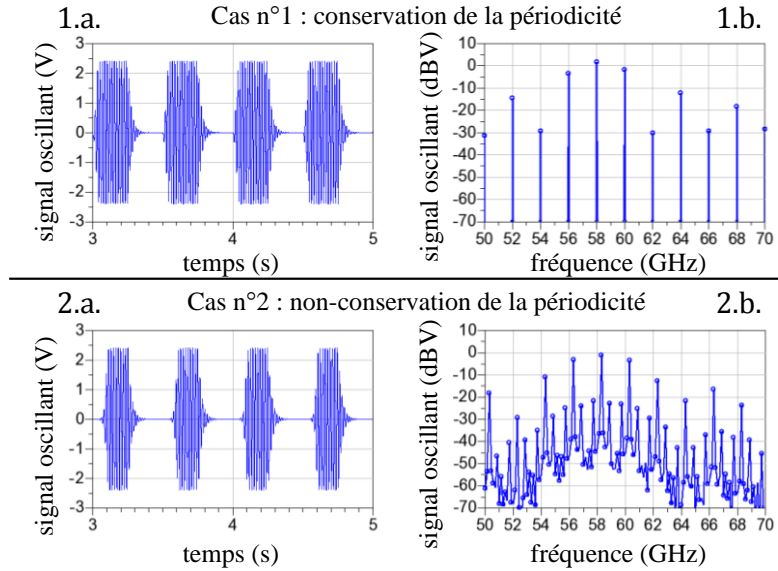 1.a. Cas n°1 : conservation de la périodicité 1.b.
signal oscillant (V)
3
2
1
0
-1
-2
-3
3 4 5
temps (s)
signal oscillant (dBV)
10
0
-10
-20
-30
-40
-50
-60
-70
50 52 54 56 58 60 62 64 66 68 70
fréquence (GHz)
2.a. Cas n°2 : non-conservation de la périodicité 2.b.
signal oscillant (V)
3
2
1
0
-1
-2
-3
3 4 5
temps (s)
signal oscillant (dBV)
10
0
-10
-20
-30
-40
-50
-60
-70
50 52 54 56 58 60 62 64 66 68 70
fréquence (GHz)